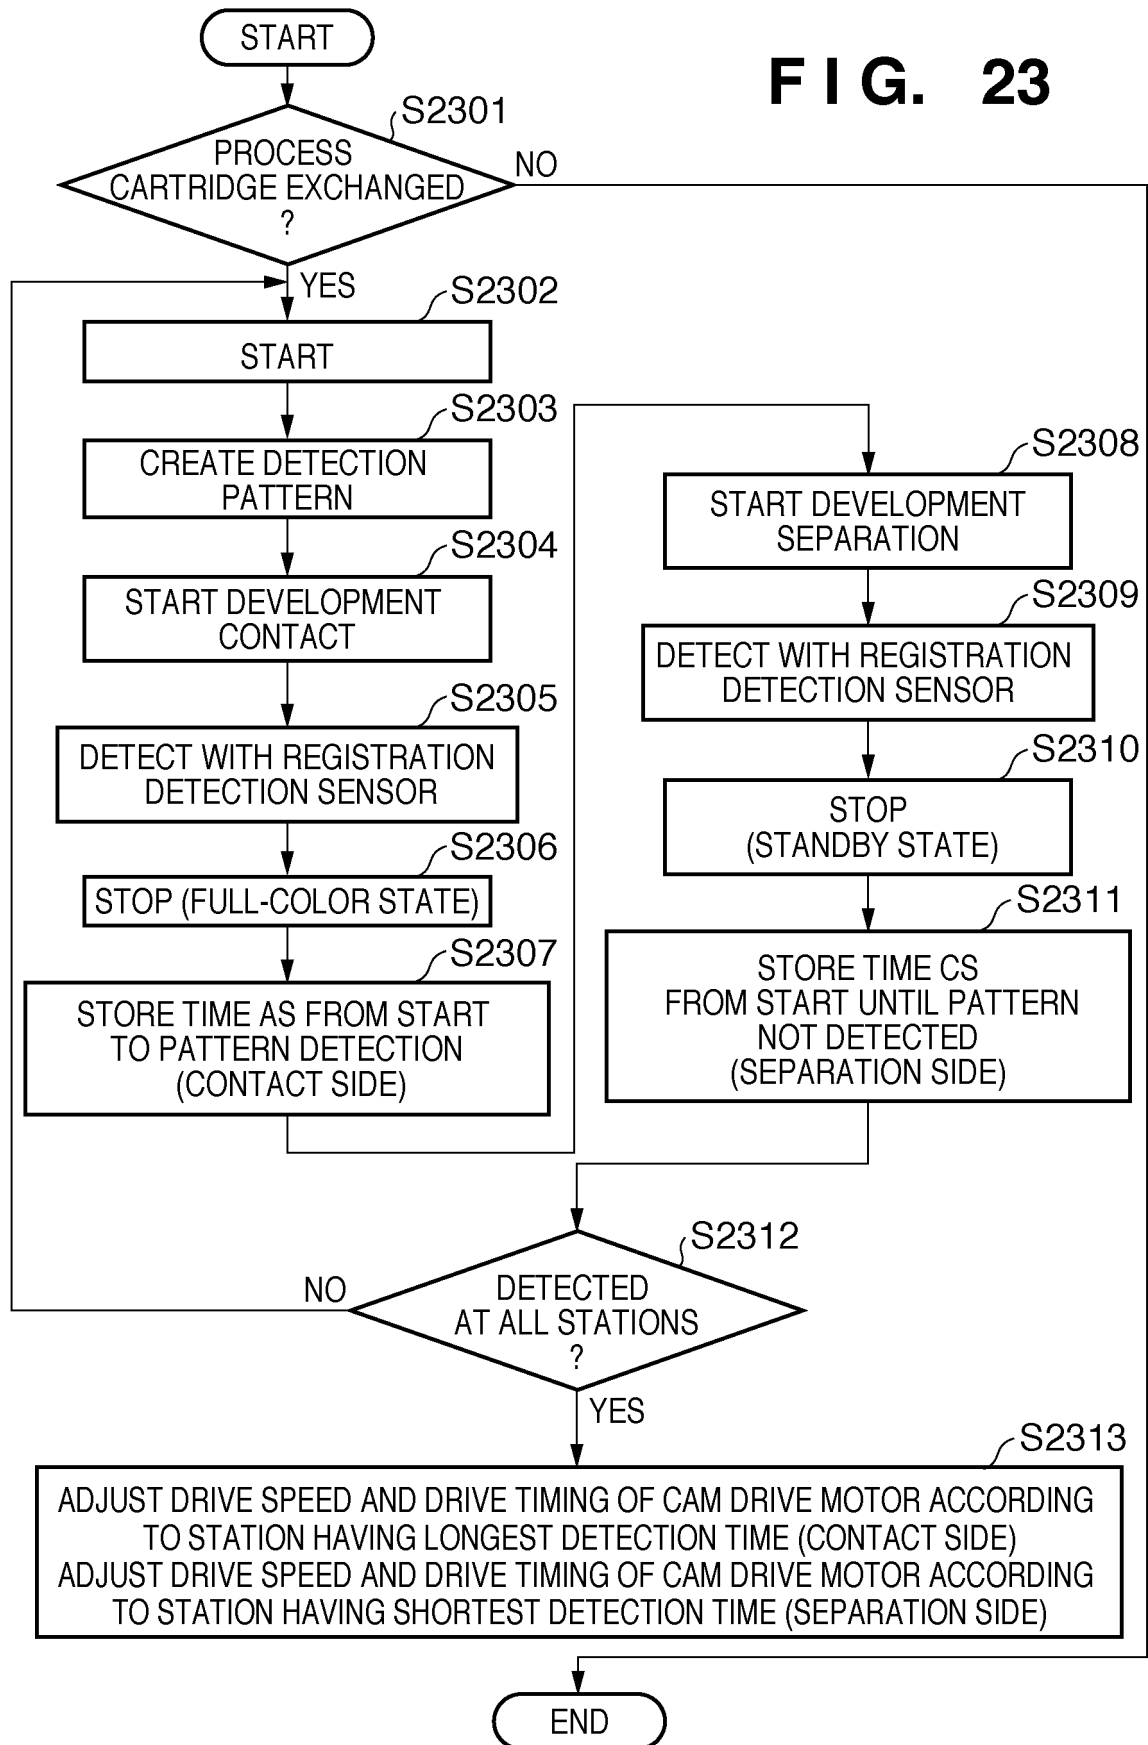 START
FIG. 23
S2301
PROCESS
CARTRIDGE EXCHANGED
?
NO
YES
S2302
START
S2303
CREATE DETECTION
PATTERN
S2304
START DEVELOPMENT
CONTACT
S2305
DETECT WITH REGISTRATION
DETECTION SENSOR
S2306
STOP (FULL-COLOR STATE)
S2307
STORE TIME AS FROM START
TO PATTERN DETECTION
(CONTACT SIDE)
S2308
START DEVELOPMENT
SEPARATION
S2309
DETECT WITH REGISTRATION
DETECTION SENSOR
S2310
STOP
(STANDBY STATE)
S2311
STORE TIME CS
FROM START UNTIL PATTERN
NOT DETECTED
(SEPARATION SIDE)
S2312
DETECTED
AT ALL STATIONS
?
NO
YES
S2313
ADJUST DRIVE SPEED AND DRIVE TIMING OF CAM DRIVE MOTOR ACCORDING
TO STATION HAVING LONGEST DETECTION TIME (CONTACT SIDE)
ADJUST DRIVE SPEED AND DRIVE TIMING OF CAM DRIVE MOTOR ACCORDING
TO STATION HAVING SHORTEST DETECTION TIME (SEPARATION SIDE)
END